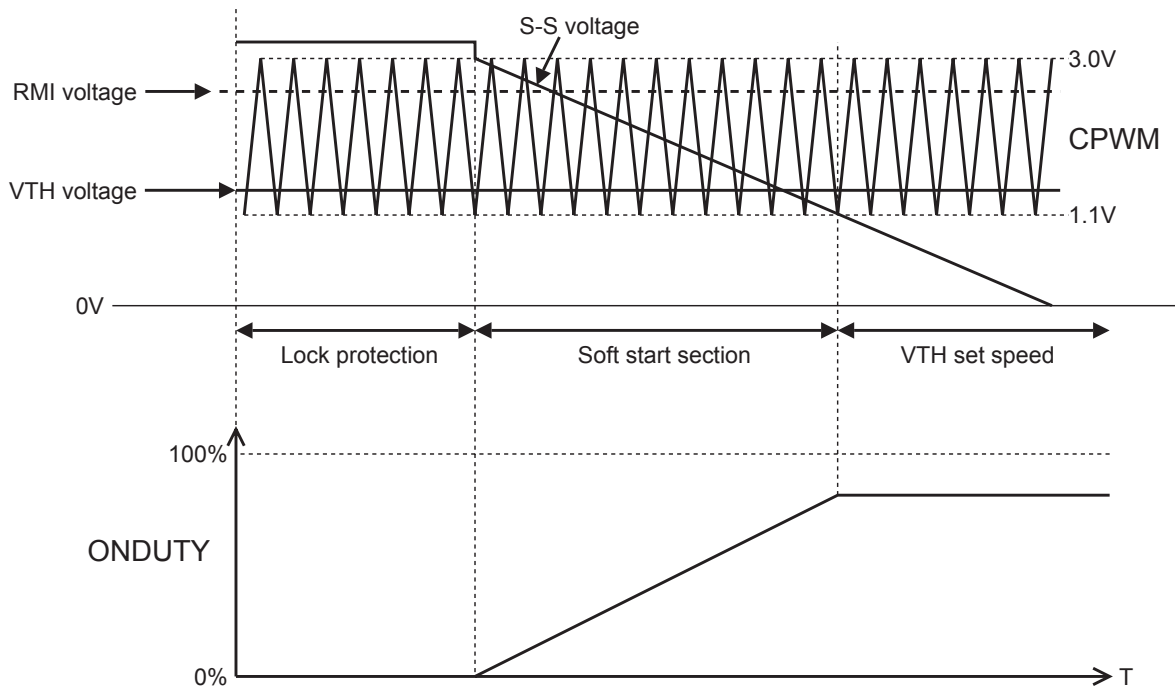 S-S voltage
3.0V
RMI voltage
CPWM
VTH voltage
1.1V
0V
Lock protection
Soft start section
VTH set speed
100%
ONDUTY
0%
T